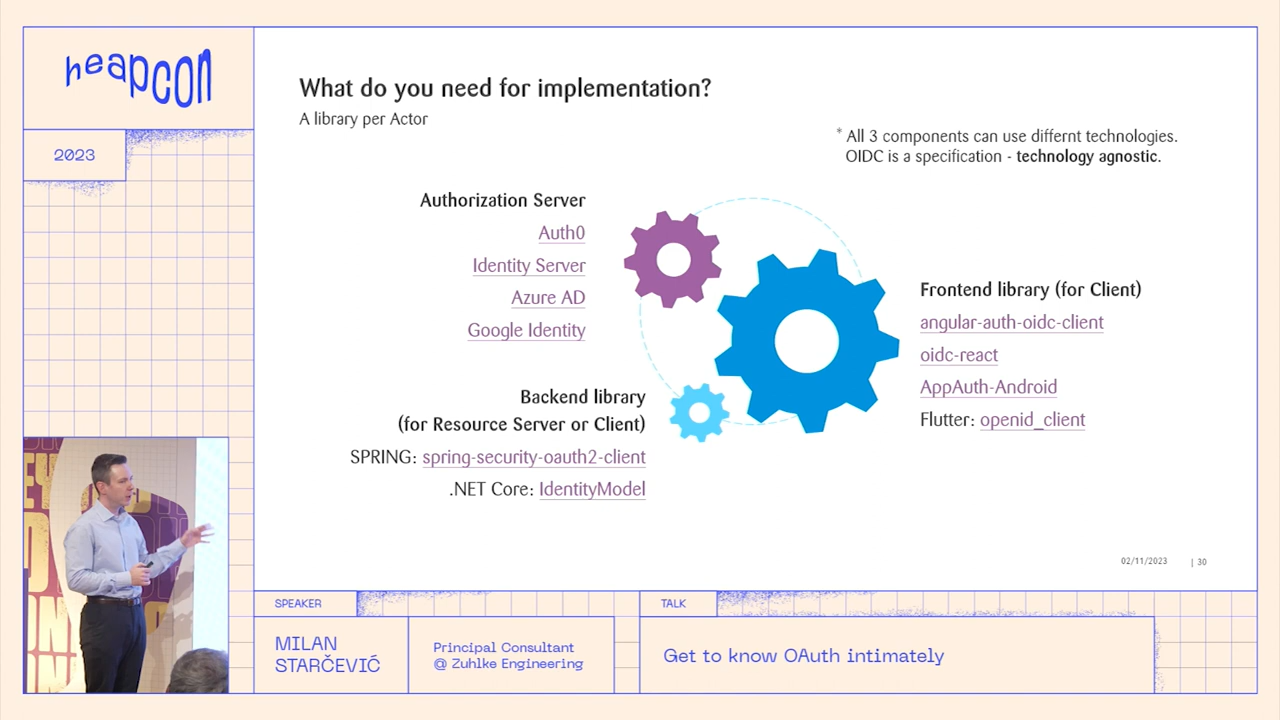 heapcon
2023
What do you need for implementation?
A library per Actor
* All 3 components can use differnt technologies.
OIDC is a specification - technology agnostic.
Authorization Server
Auth0
Identity Server
Azure AD
Google Identity
Backend library
(for Resource Server or Client)
SPRING: spring-security-oauth2-client
.NET Core: IdentityModel
Frontend library (for Client)
angular-auth-oidc-client
oidc-react
AppAuth-Android
Flutter: openid_client
02/11/2023 | 30
SPEAKER
MILAN
STARČEVIĆ
Principal Consultant
@ Zuhlke Engineering
TALK
Get to know OAuth intimately